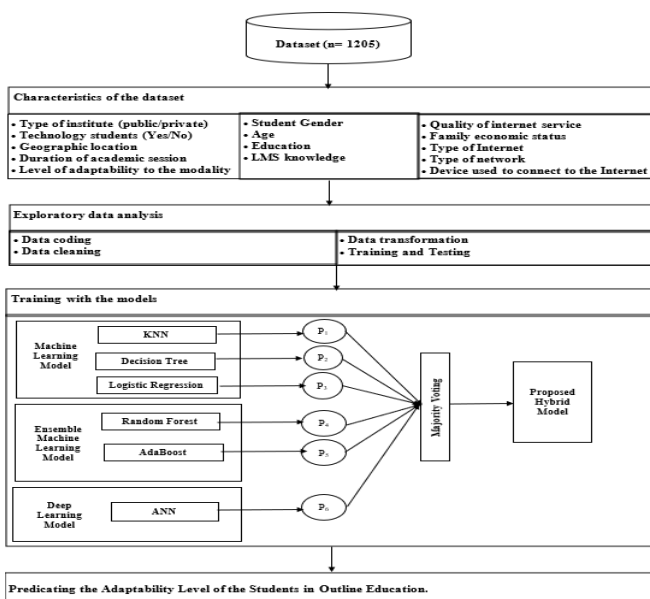 Dataset (n= 1205)
Characteristics of the dataset
• Type of institute (public/private)
• Technology students (Yes/No)
• Geographic location
• Duration of academic session
• Level of adaptability to the modality
• Student Gender
• Age
• Education
• LMS knowledge
• Quality of internet service
• Family economic status
• Type of Internet
• Type of network
• Device used to connect to the Internet
Exploratory data analysis
• Data coding
• Data cleaning
• Data transformation
• Training and Testing
Training with the models
Machine
Learning
Model
KNN
Decision Tree
Logistic Regression
P₁
P₂
P₃
Ensemble
Machine
Learning
Model
Random Forest
AdaBoost
P₄
P₅
Deep
Learning
Model
ANN
P₆
Majority Voting
Proposed
Hybrid
Model
Predicating the Adaptability Level of the Students in Outline Education.